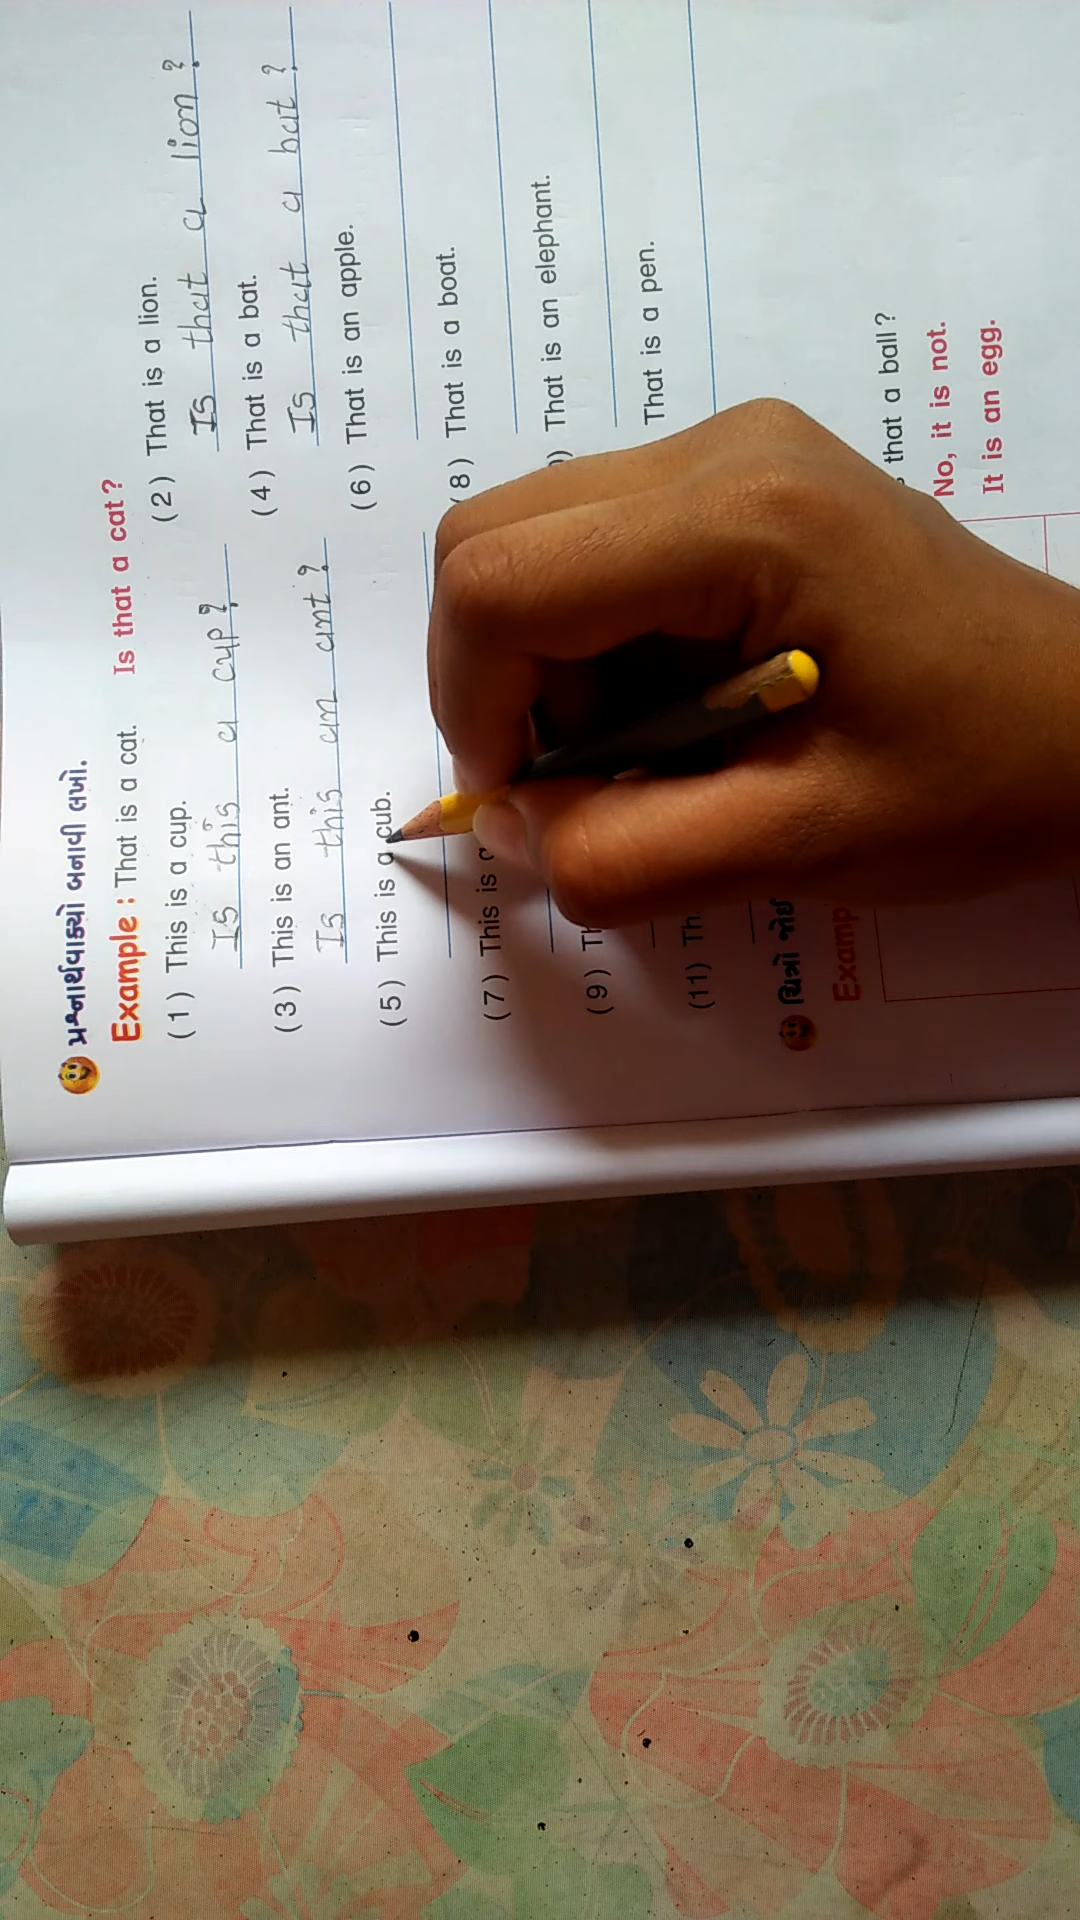 પ્રશ્નાર્થવાક્યો બનાવી લખો.
Example : That is a cat. Is that a cat?
(1) This is a cup. (2) That is a lion.
Is this a cup? Is that a lion?
(3) This is an ant. (4) That is a bat.
Is this an ant? Is that a bat?
(5) This is a cub. (6) That is an apple.
(7) This is (8) That is a boat.
(9) That is an elephant.
(11) That is a pen.
ચિત્રો જોઈ
Examp that a ball?
No, it is not.
It is an egg.